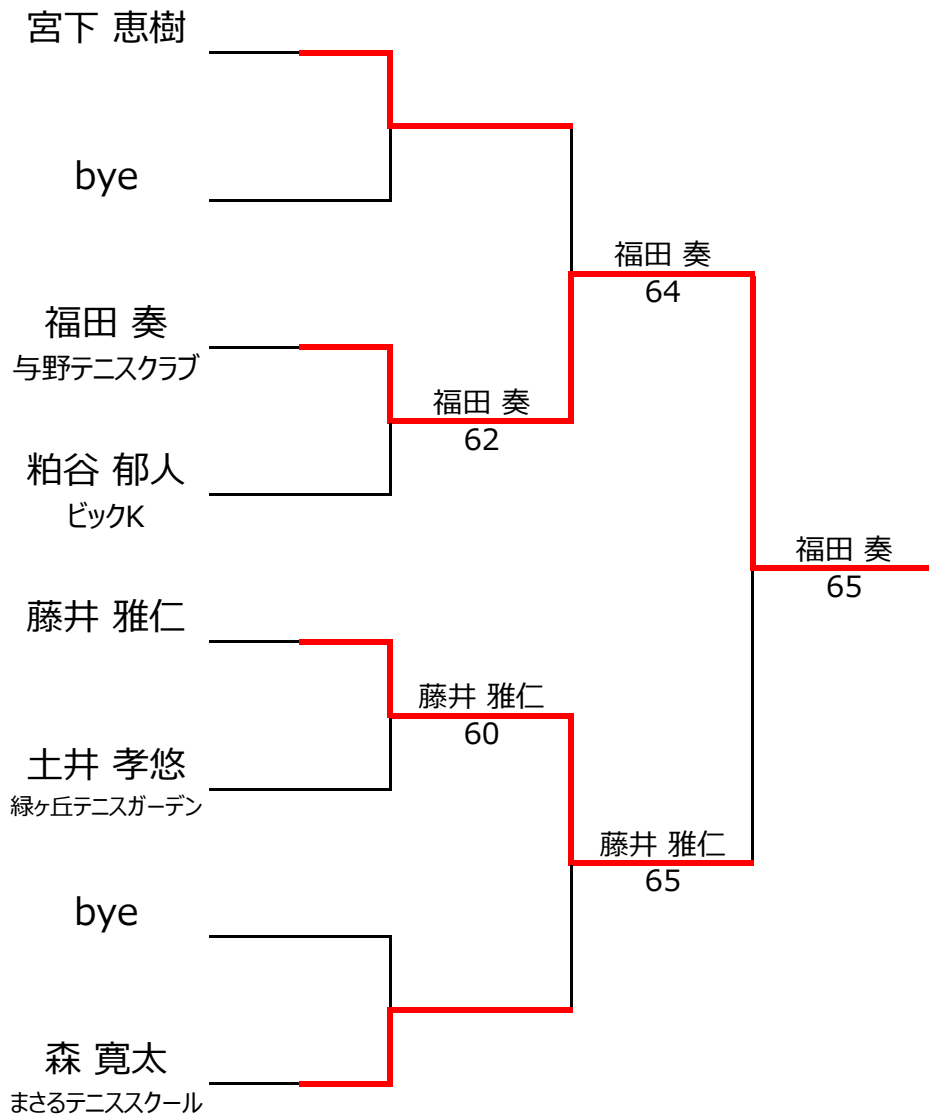 宮下 恵樹
bye
福田 奏
与野テニスクラブ
粕谷 郁人
ビックK
藤井 雅仁
土井 孝悠
緑ヶ丘テニスガーデン
bye
森 寛太
まさるテニススクール
福田 奏
62
藤井 雅仁
60
福田 奏
64
藤井 雅仁
65
福田 奏
65